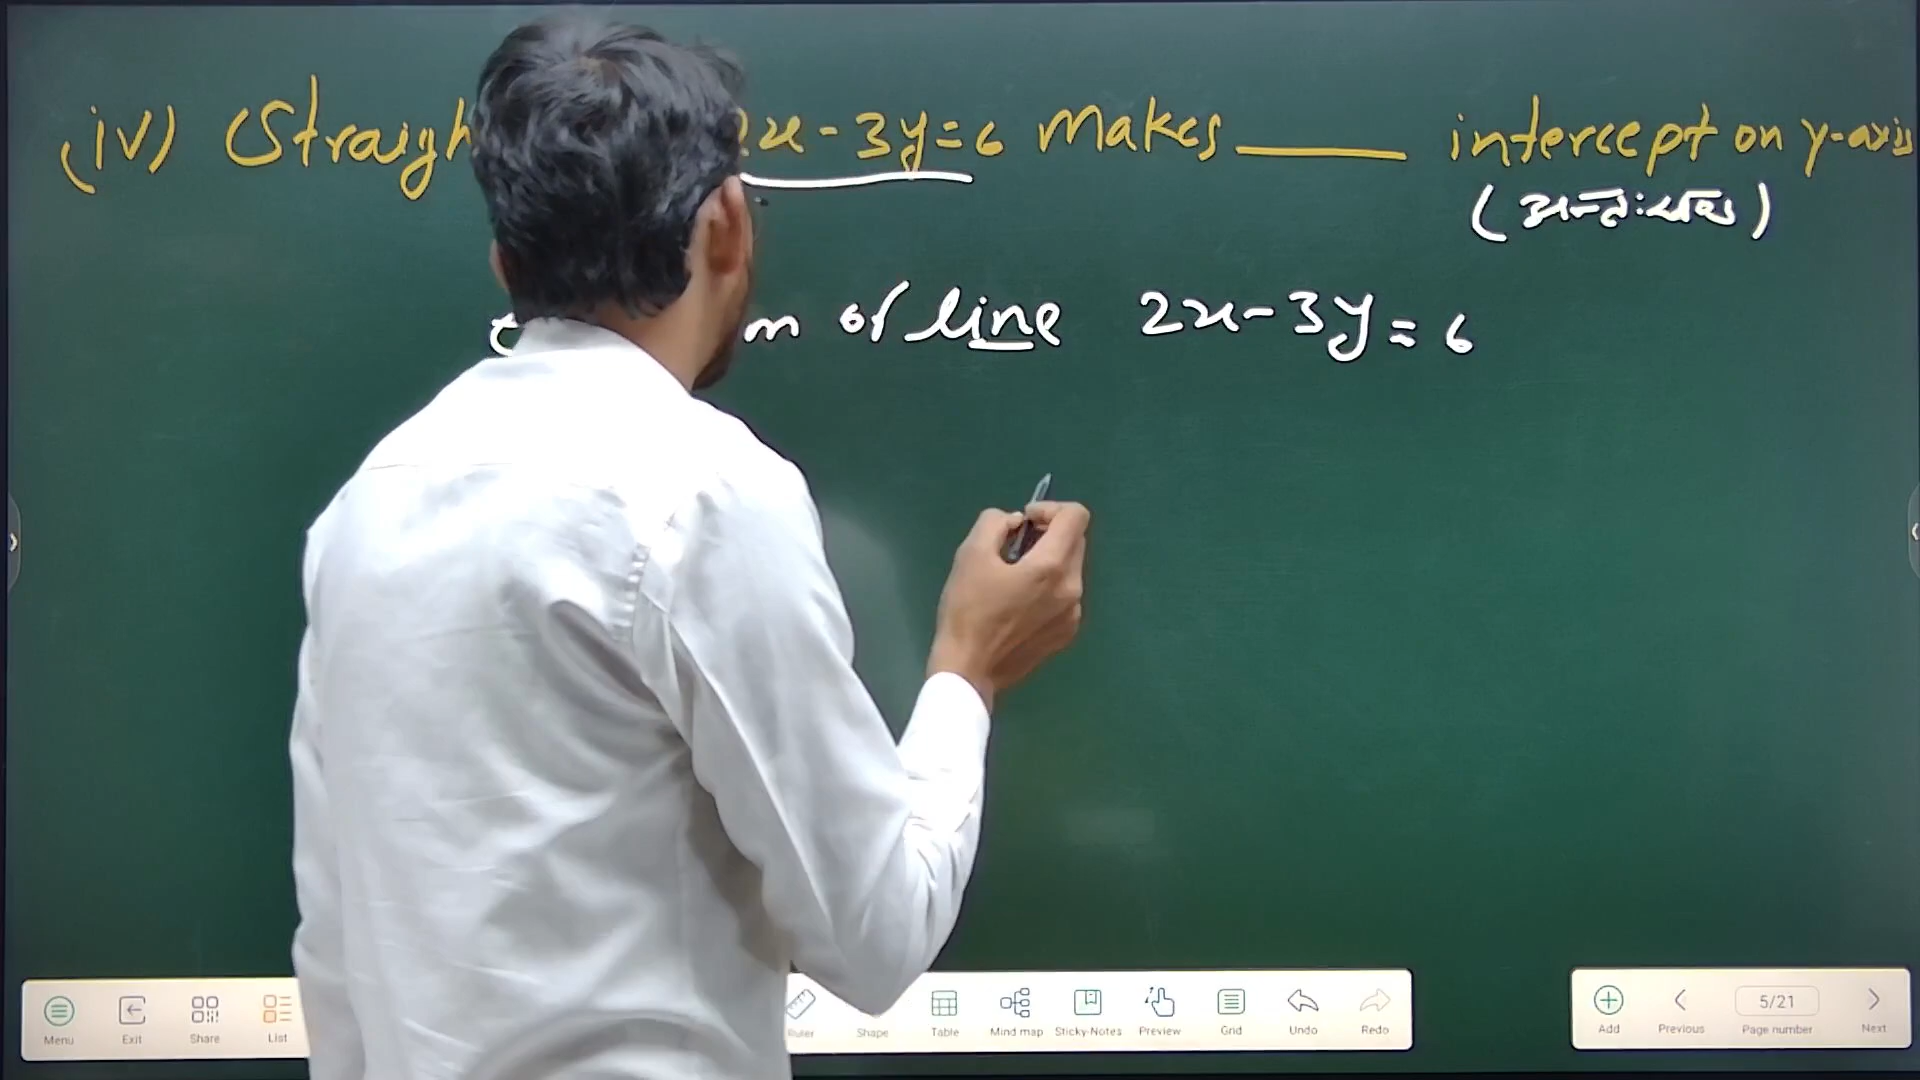 (iv) Straigh 2x-3y=6 Makes ____ intercept on y-axis
(अन्तःखण्ड)
m of line 2x-3y=6
Menu Exit Share List Ruler Shape Table Mind map Sticky-Notes Preview Grid Undo Redo Add Previous 5/21 Page number Next